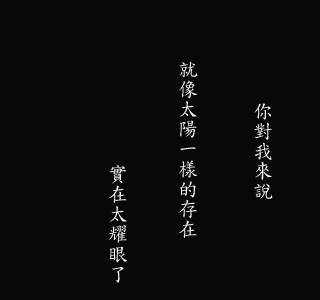 你對我來說
就像太陽一樣的存在
實在太耀眼了